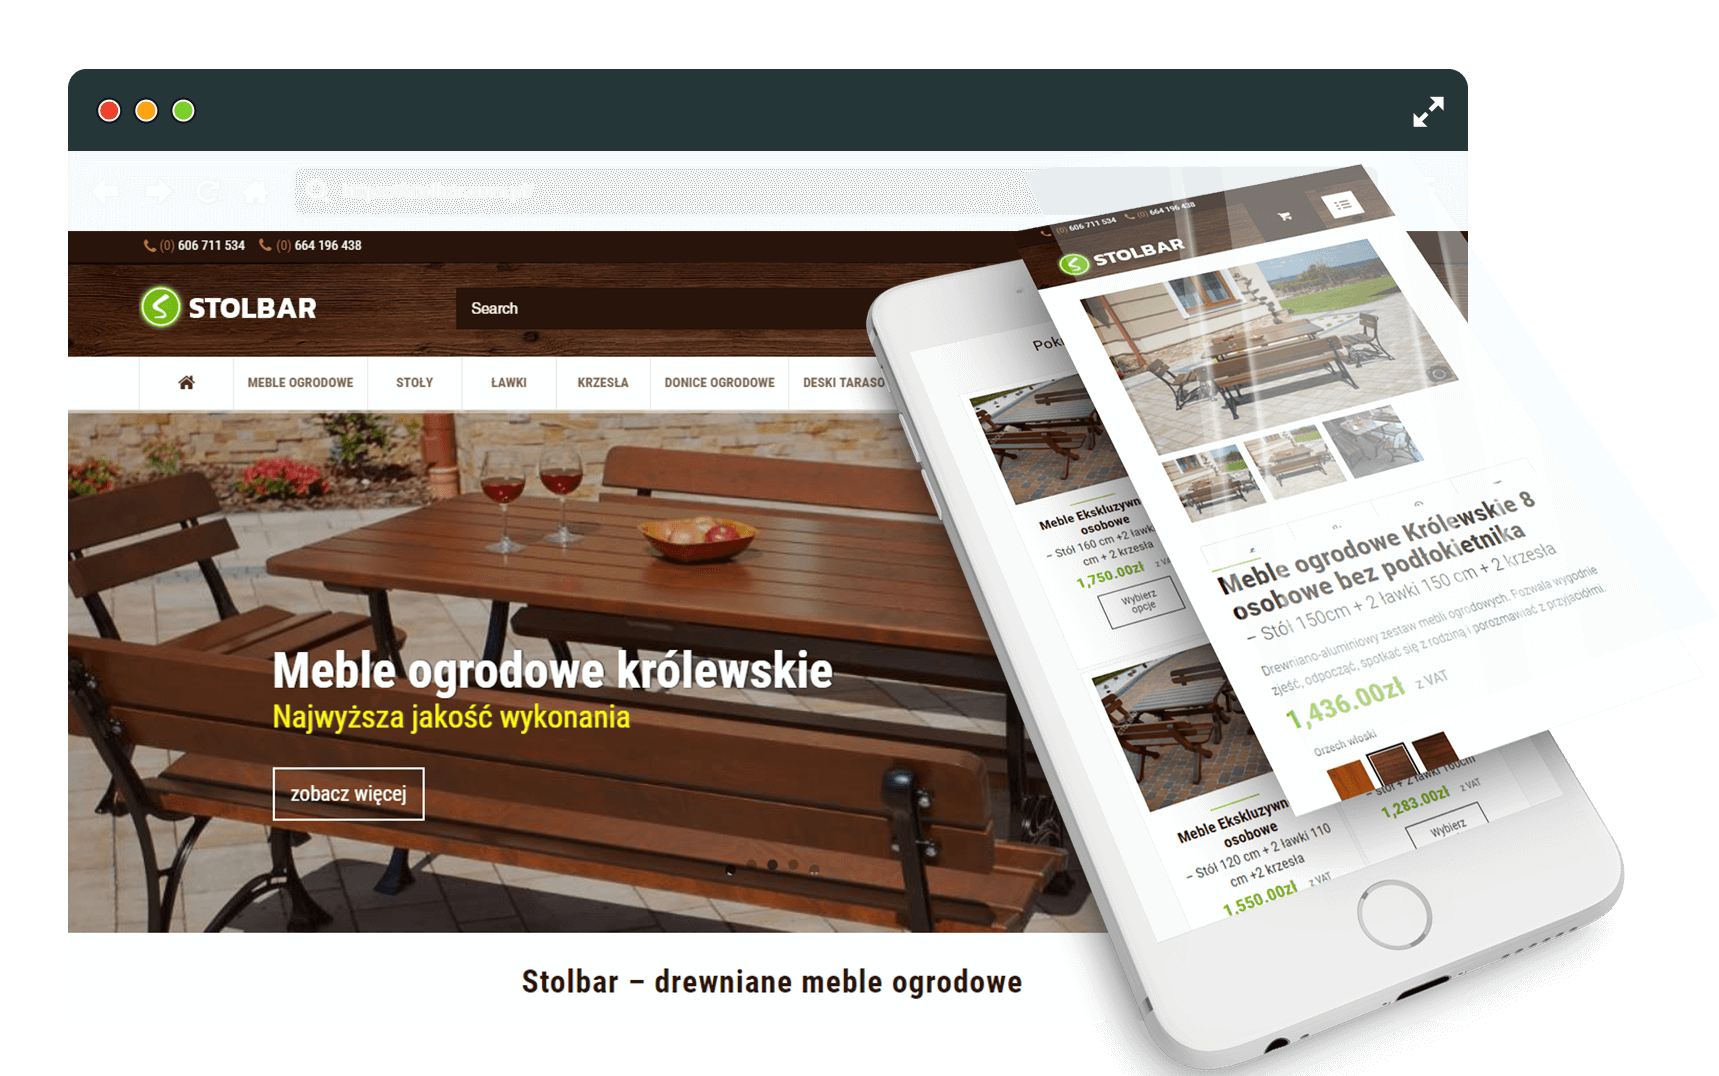 (0) 606 711 534 (0) 664 196 438
STOLBAR
Search
MEBLE OGRODOWE STOŁY ŁAWKI KRZESŁA DONICE OGRODOWE DESKI TARASO
Meble ogrodowe królewskie
Najwyższa jakość wykonania
zobacz więcej
Stolbar – drewniane meble ogrodowe
(0) 606 711 534 (0) 664 196 438
STOLBAR
Meble ogrodowe Królewskie 8
osobowe bez podłokietnika
– Stół 150cm + 2 ławki 150 cm + 2 krzesła
Drewniano-aluminiowy zestaw mebli ogrodowych. Pozwala wygodnie
zjeść, odpocząć, spotkać się z rodziną i porozmawiać z przyjaciółmi.
1,436.00zł z VAT
Orzech włoski
Meble Ekskluzywn
osobowe
– Stół 160 cm +2 ławk
cm + 2 krzesła
1,750.00zł z VA
Wybierz
opcje
Meble Ekskluzywn
osobowe
– Stół 120 cm + 2 ławki 110
cm +2 krzesła
1,550.00zł z VAT
– stół + 2 ławki 160cm
1,283.00zł z VAT
Wybierz